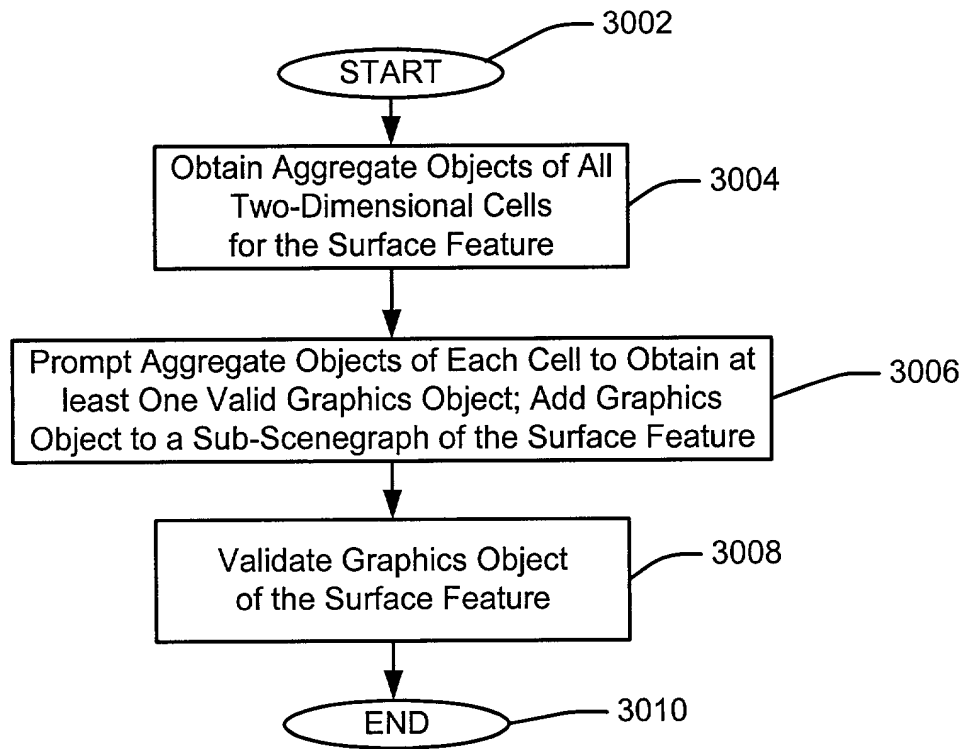 3002
START
Obtain Aggregate Objects of All
Two-Dimensional Cells
for the Surface Feature
3004
Prompt Aggregate Objects of Each Cell to Obtain at
least One Valid Graphics Object; Add Graphics
Object to a Sub-Scenegraph of the Surface Feature
3006
Validate Graphics Object
of the Surface Feature
3008
END
3010